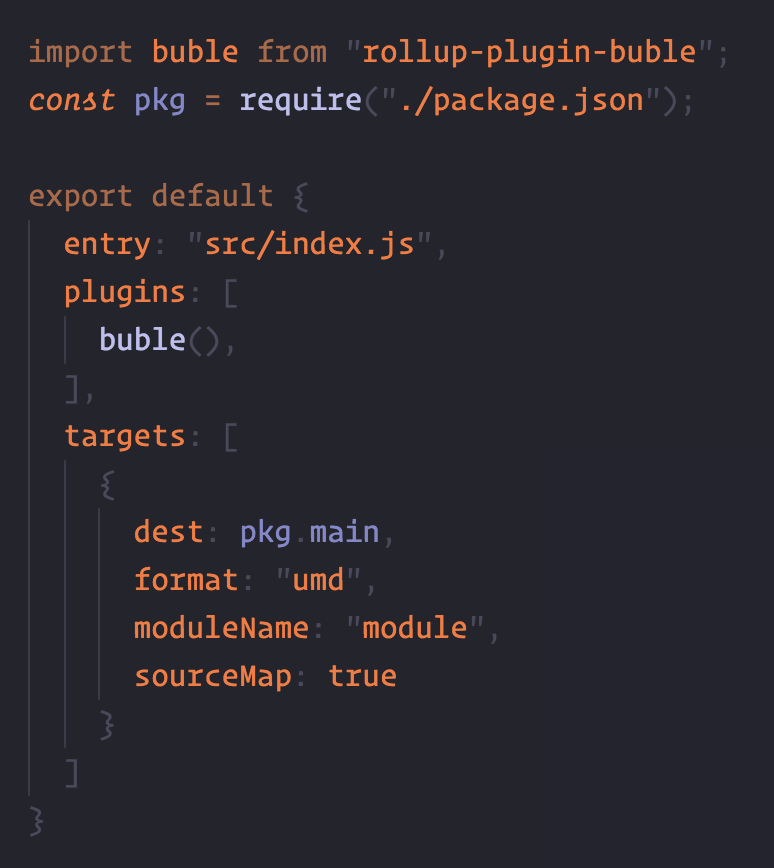 import buble from "rollup-plugin-buble";
const pkg = require("./package.json");

export default {
  entry: "src/index.js",
  plugins: [
    buble(),
  ],
  targets: [
    {
      dest: pkg.main,
      format: "umd",
      moduleName: "module",
      sourceMap: true
    }
  ]
}